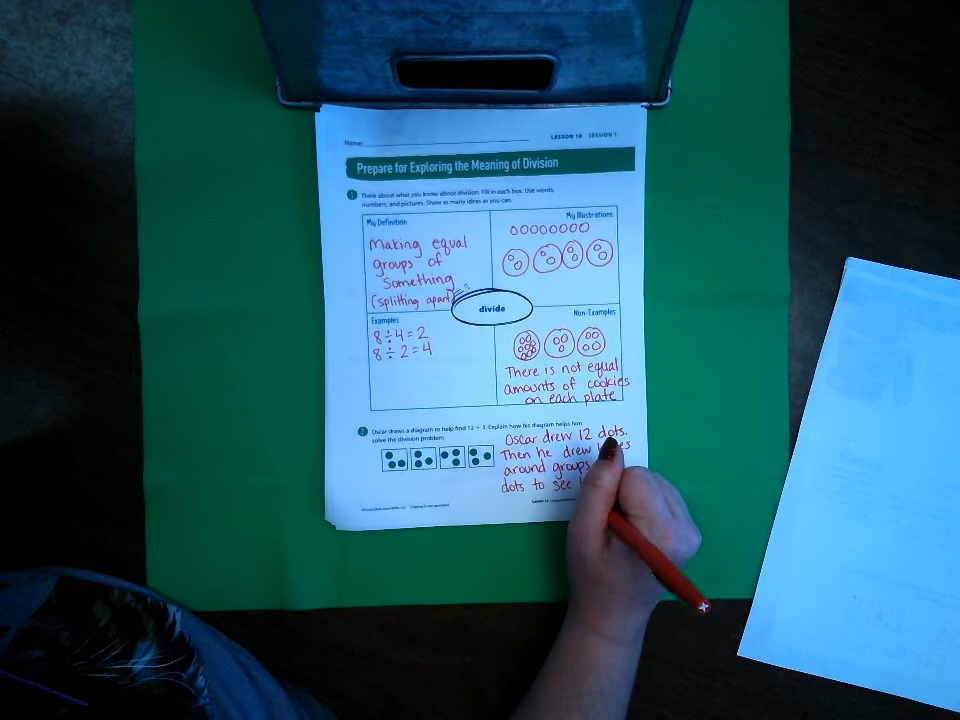 Name
LESSON 18 SESSION 1
Prepare for Exploring the Meaning of Division
1 Think about what you know about division. Fill in each box. Use words,
numbers, and pictures. Show as many ideas as you can.
My Definition
Making equal
groups of
Something
(splitting apart)
My Illustrations
divide
Examples
8÷4=2
8÷2=4
Non-Examples
There is not equal
amounts of cookies
on each plate
2 Oscar draws a diagram to help find 12 ÷ 3. Explain how his diagram helps him
solve the division problem.
Oscar drew 12 dots.
Then he drew
around groups
dots to see